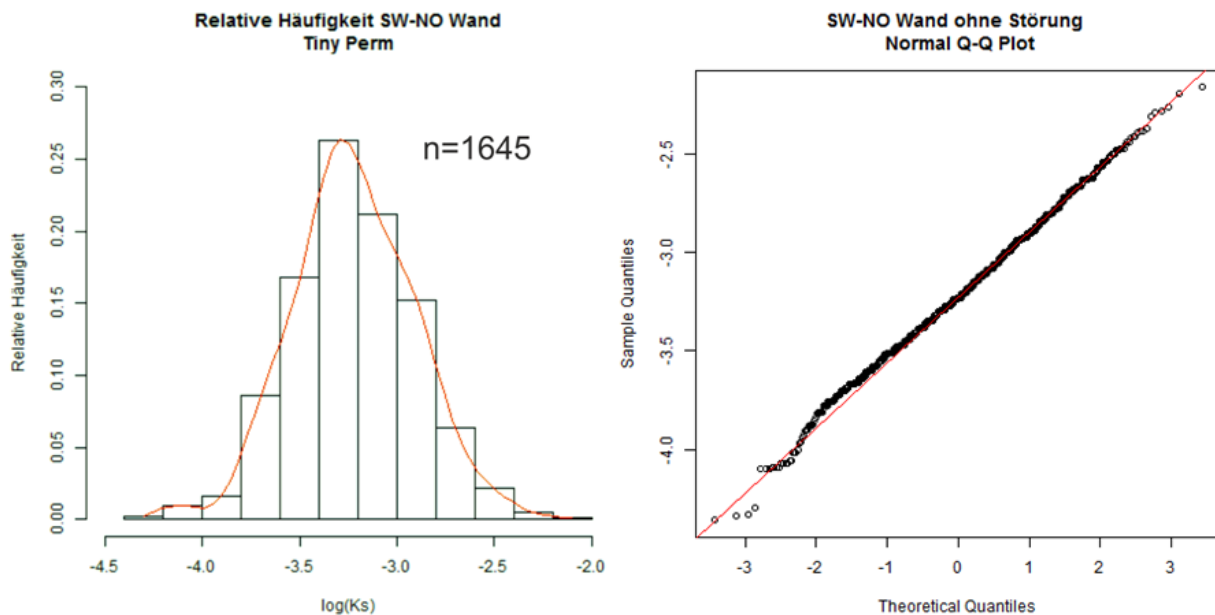 Relative Häufigkeit SW-NO Wand
Tiny Perm
n=1645
Relative Häufigkeit
0.30
0.25
0.20
0.15
0.10
0.05
0.00
-4.5 -4.0 -3.5 -3.0 -2.5 -2.0
log(Ks)
SW-NO Wand ohne Störung
Normal Q-Q Plot
Sample Quantiles
-2.5
-3.0
-3.5
-4.0
-3 -2 -1 0 1 2 3
Theoretical Quantiles